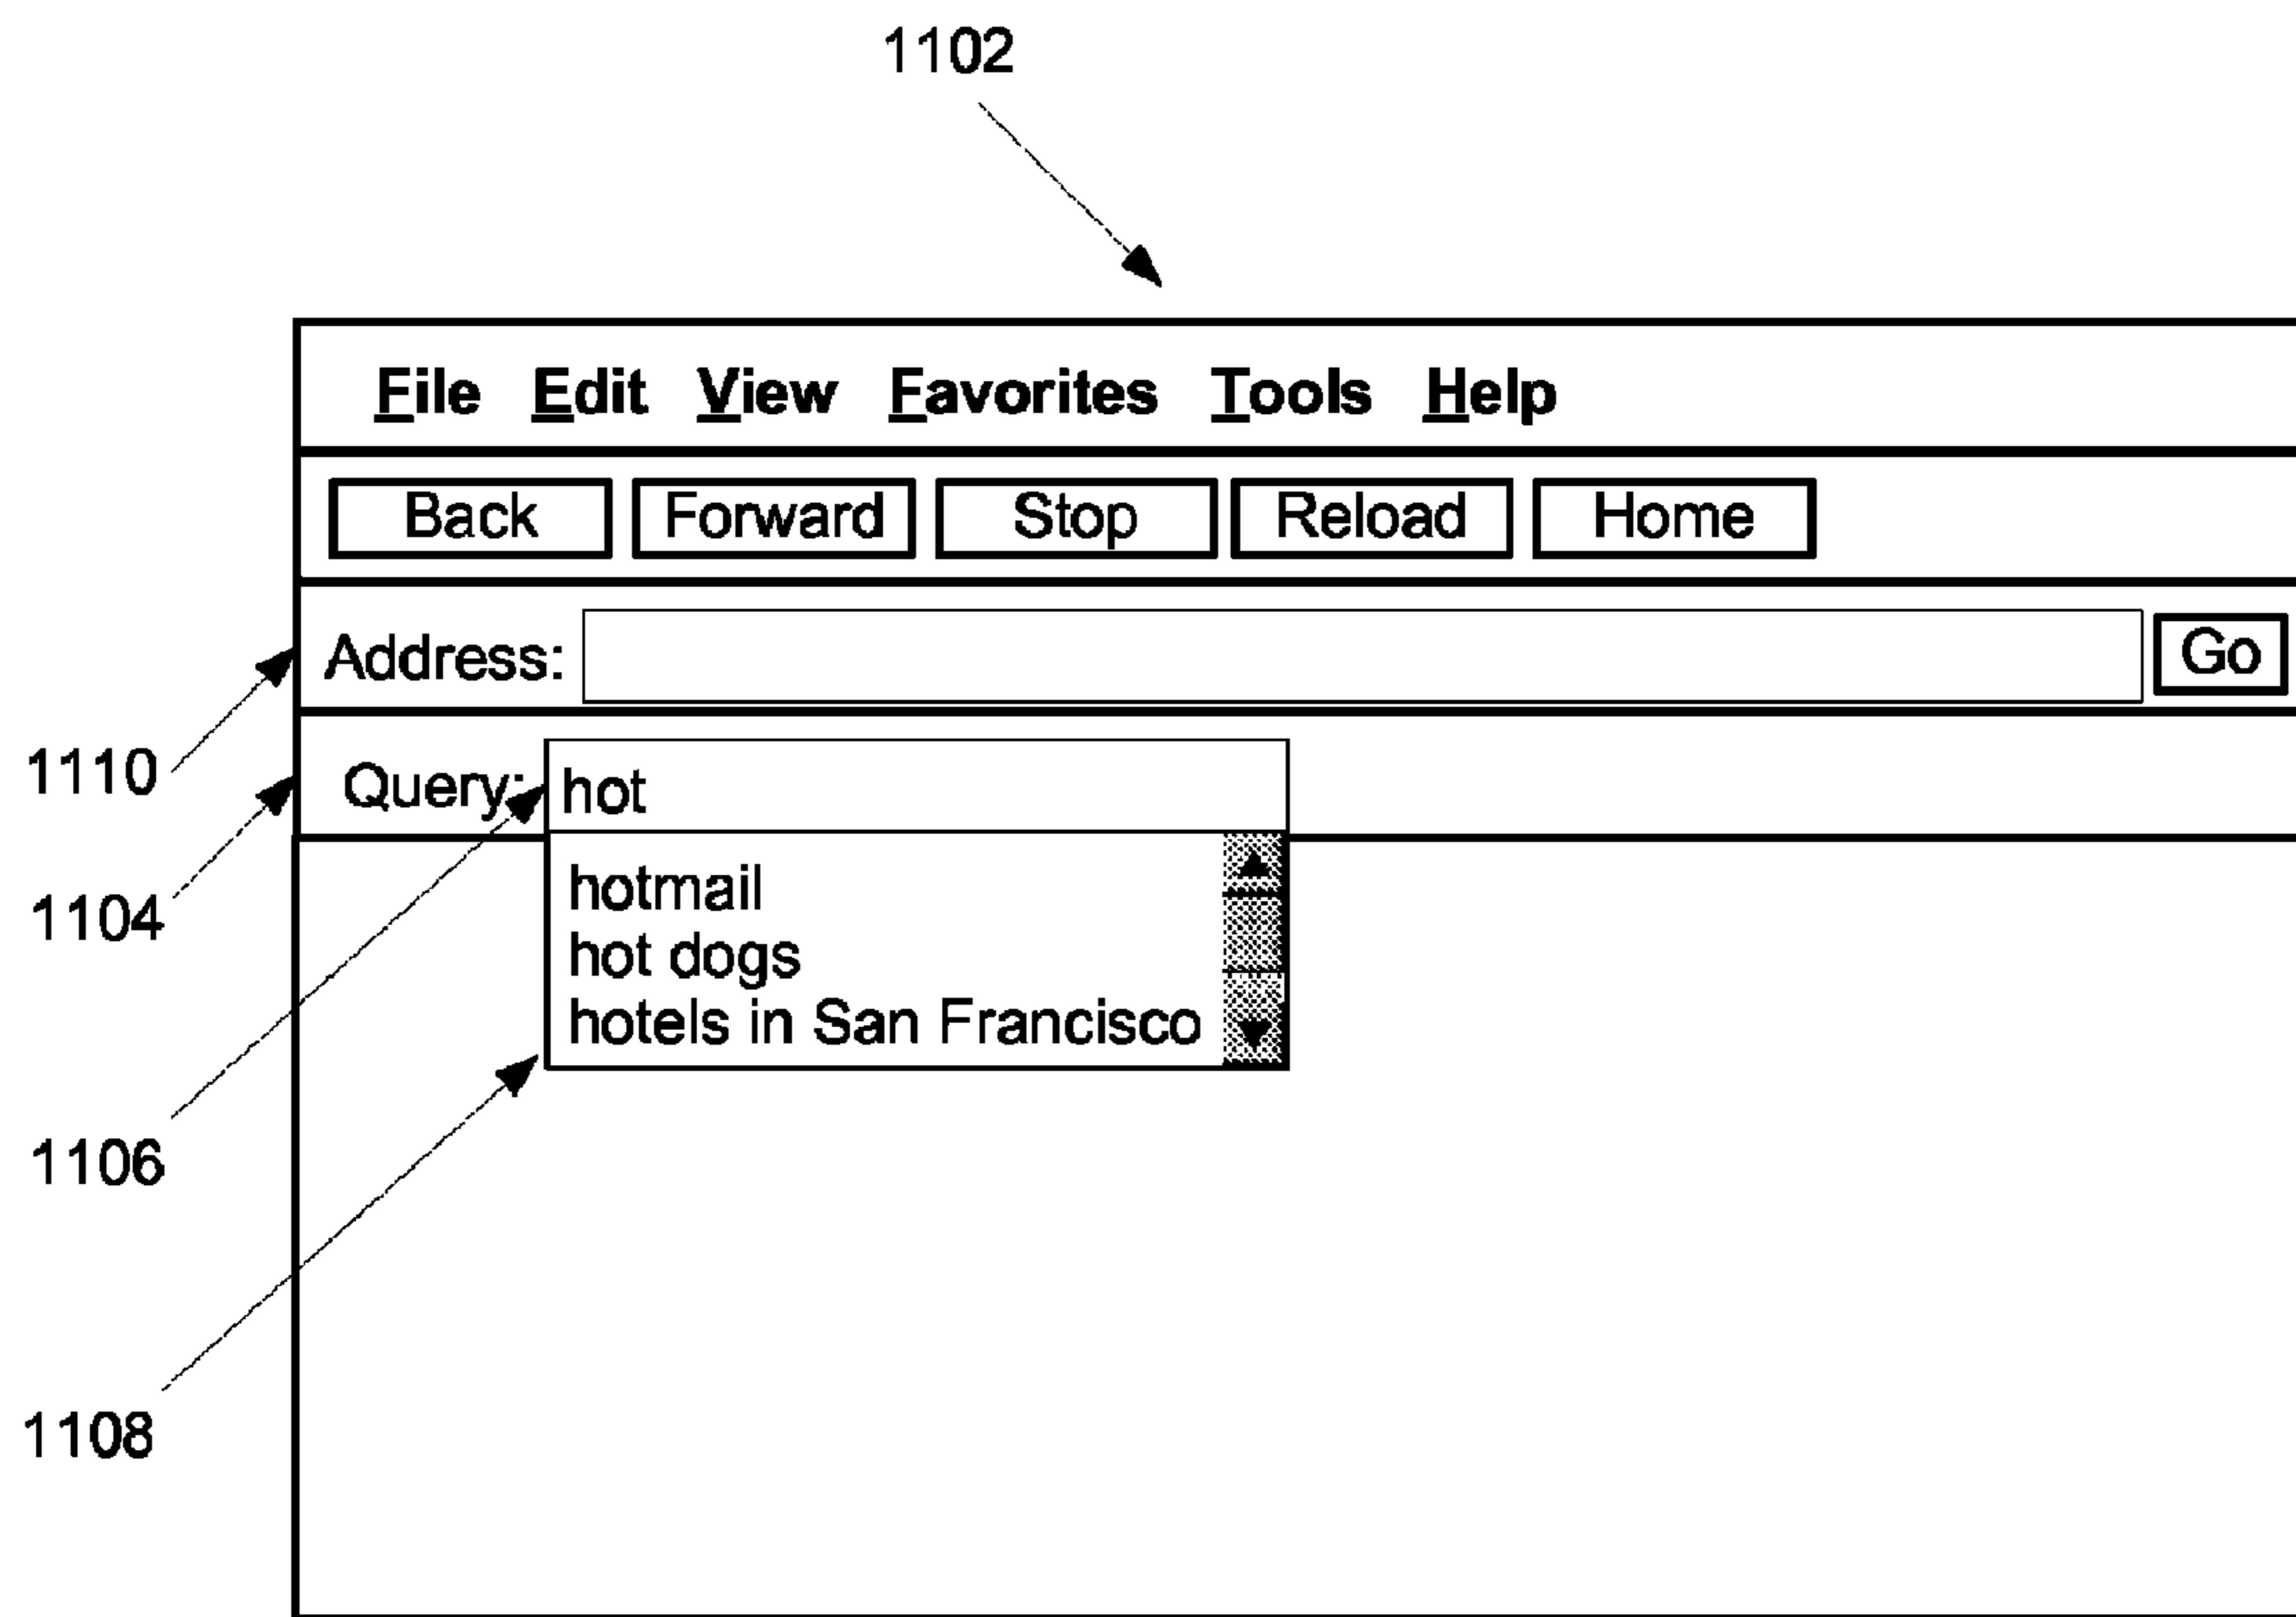 1102
File Edit View Favorites Tools Help
Back Forward Stop Reload Home
Address: Go
1110
Query: hot
hotmail
1104
hot dogs
hotels in San Francisco
1106
1108